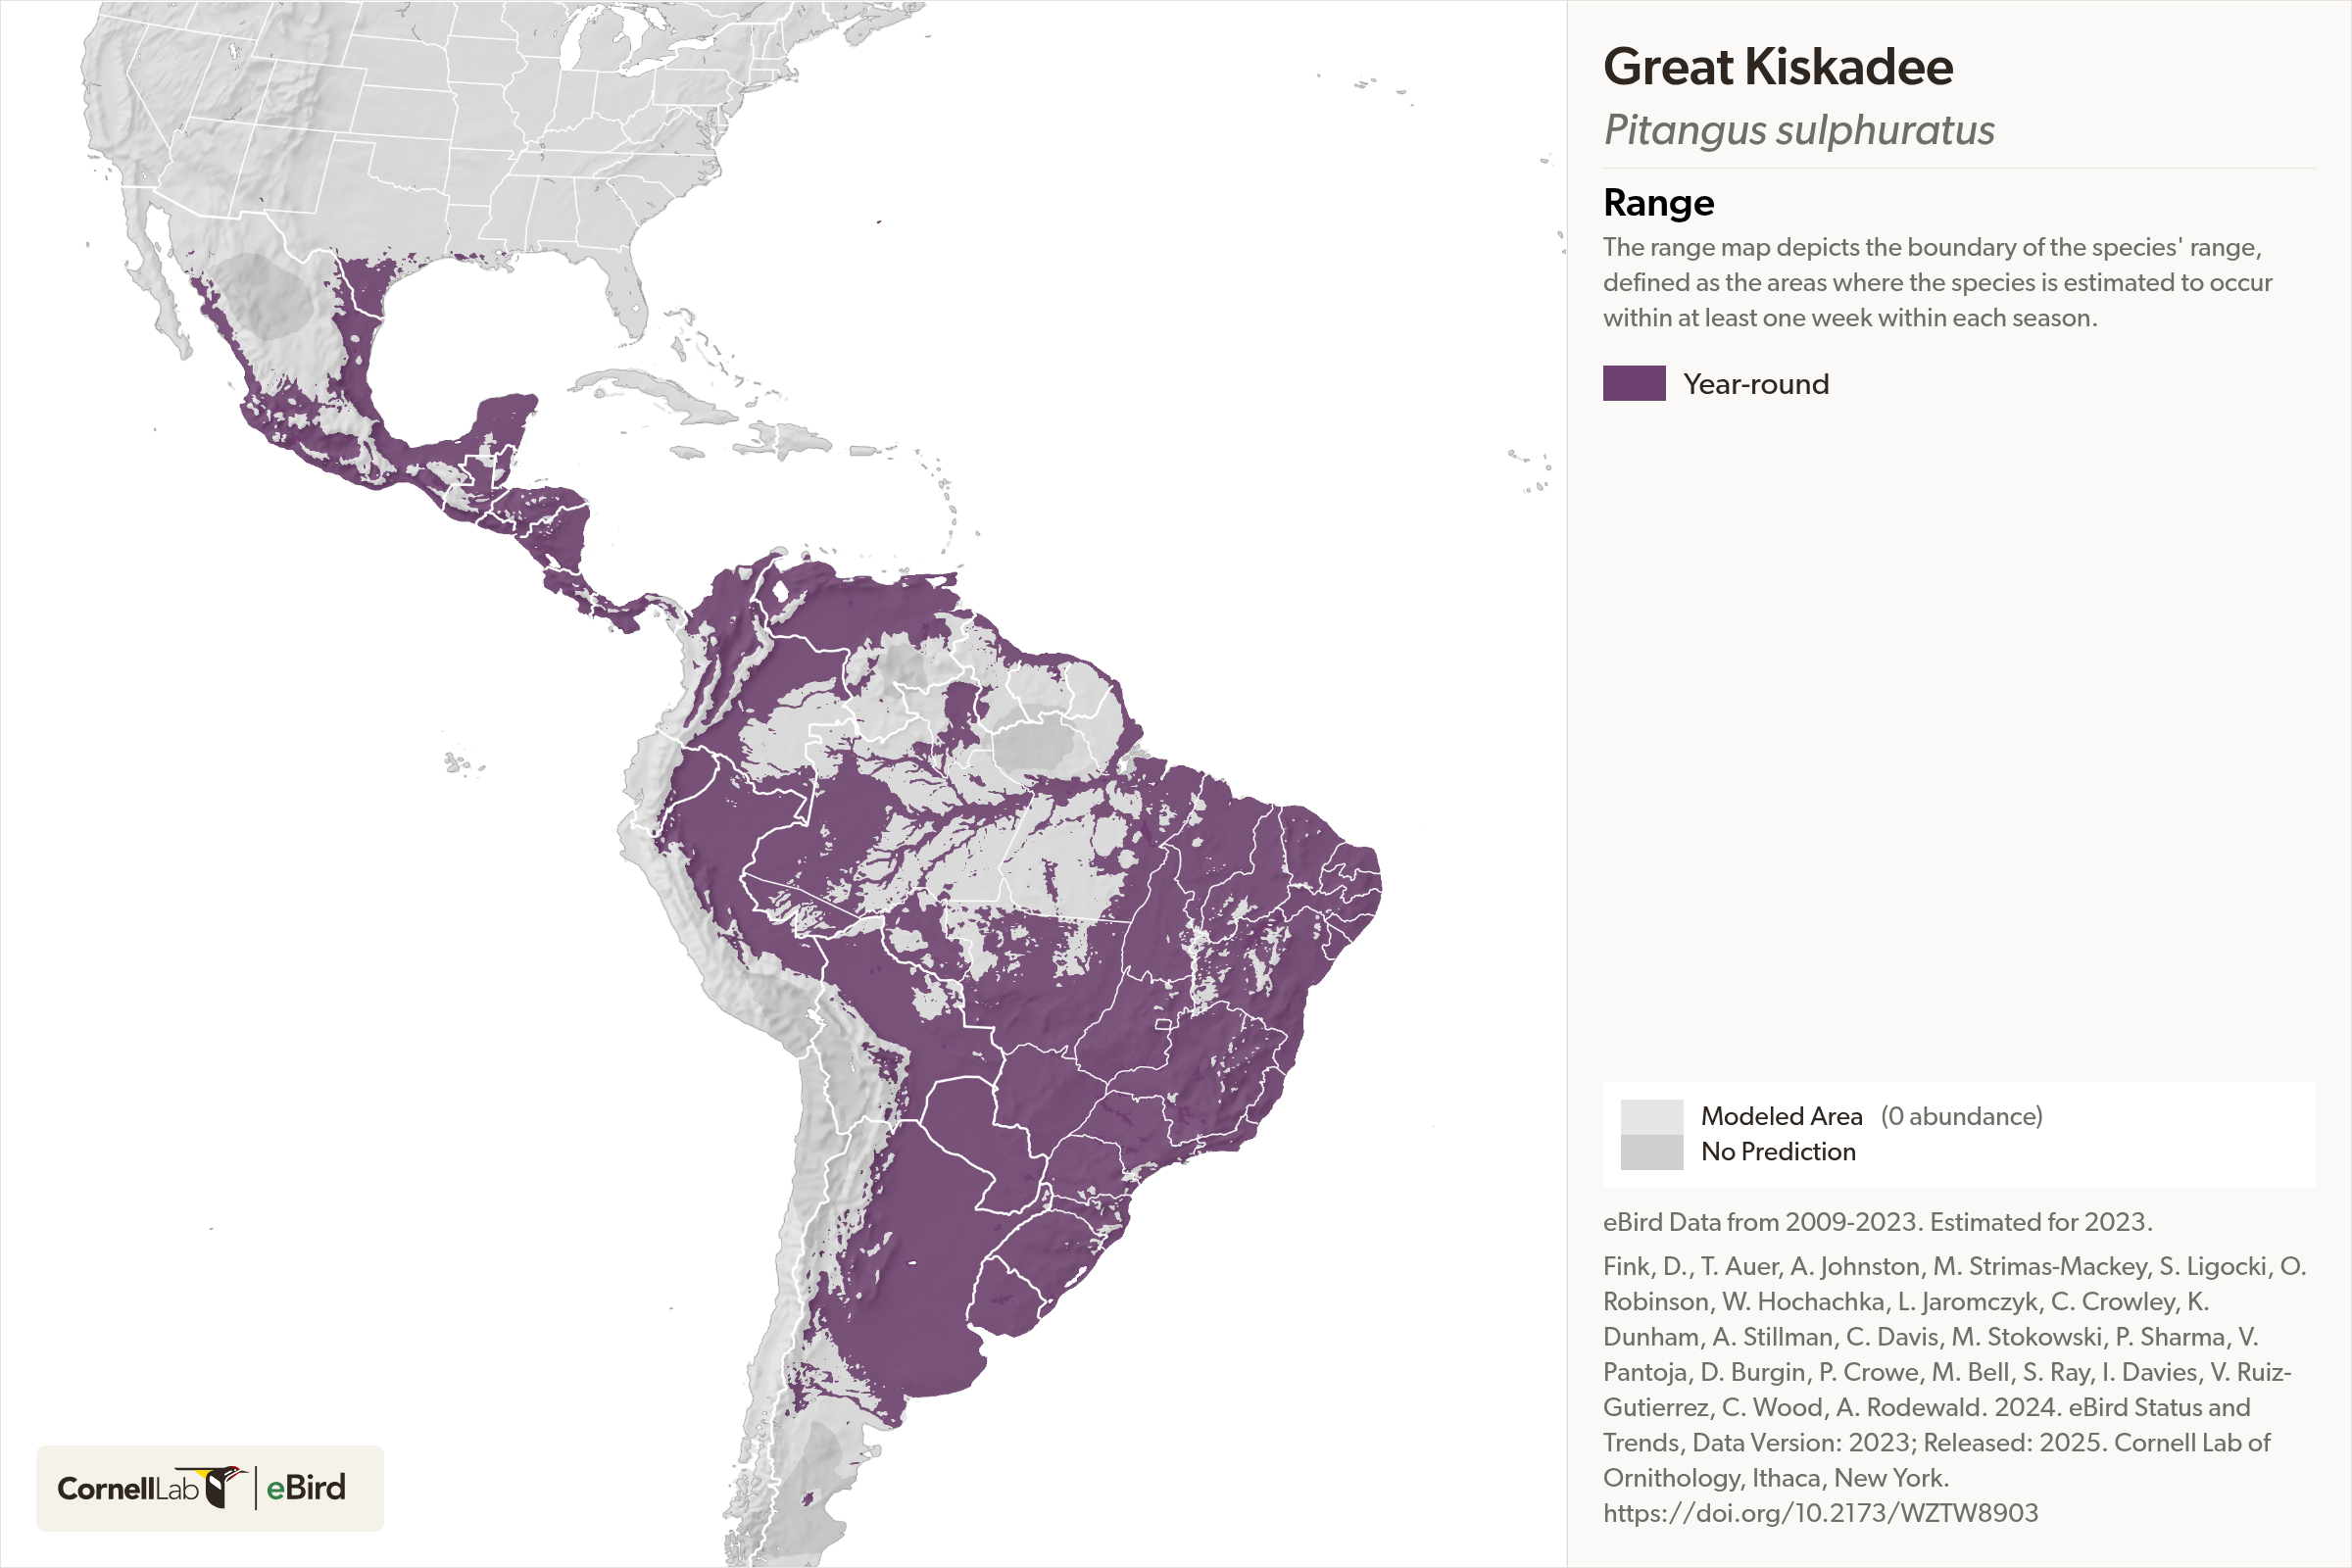 Great Kiskadee
Pitangus sulphuratus
Range
The range map depicts the boundary of the species' range,
defined as the areas where the species is estimated to occur
within at least one week within each season.
Year-round
Modeled Area (0 abundance)
No Prediction
eBird Data from 2009-2023. Estimated for 2023.
Fink, D., T. Auer, A. Johnston, M. Strimas-Mackey, S. Ligocki, O.
Robinson, W. Hochachka, L. Jaromczyk, C. Crowley, K.
Dunham, A. Stillman, C. Davis, M. Stokowski, P. Sharma, V.
Pantoja, D. Burgin, P. Crowe, M. Bell, S. Ray, I. Davies, V. Ruiz-
Gutierrez, C. Wood, A. Rodewald. 2024. eBird Status and
Trends, Data Version: 2023; Released: 2025. Cornell Lab of
Ornithology, Ithaca, New York.
https://doi.org/10.2173/WZTW8903
CornellLab eBird